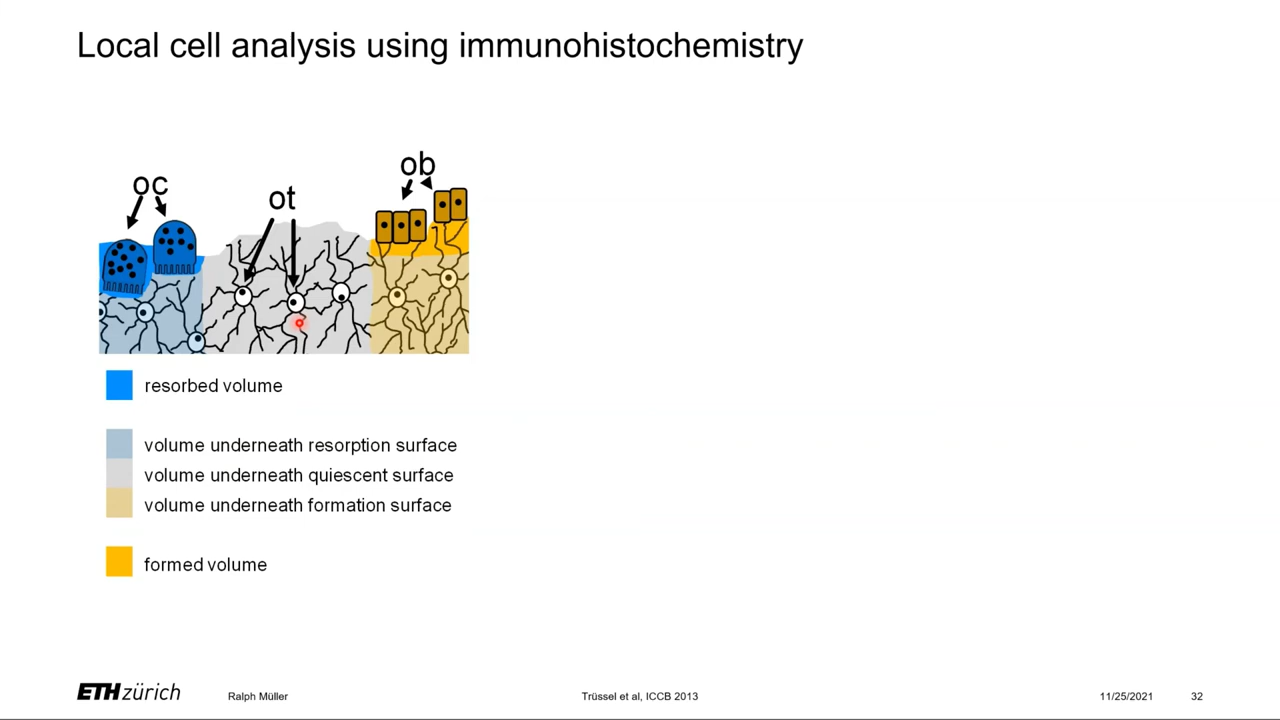 Local cell analysis using immunohistochemistry
oc
ot
ob
resorbed volume
volume underneath resorption surface
volume underneath quiescent surface
volume underneath formation surface
formed volume
ETH zürich
Ralph Müller
Trüssel et al, ICCB 2013
11/25/2021
32